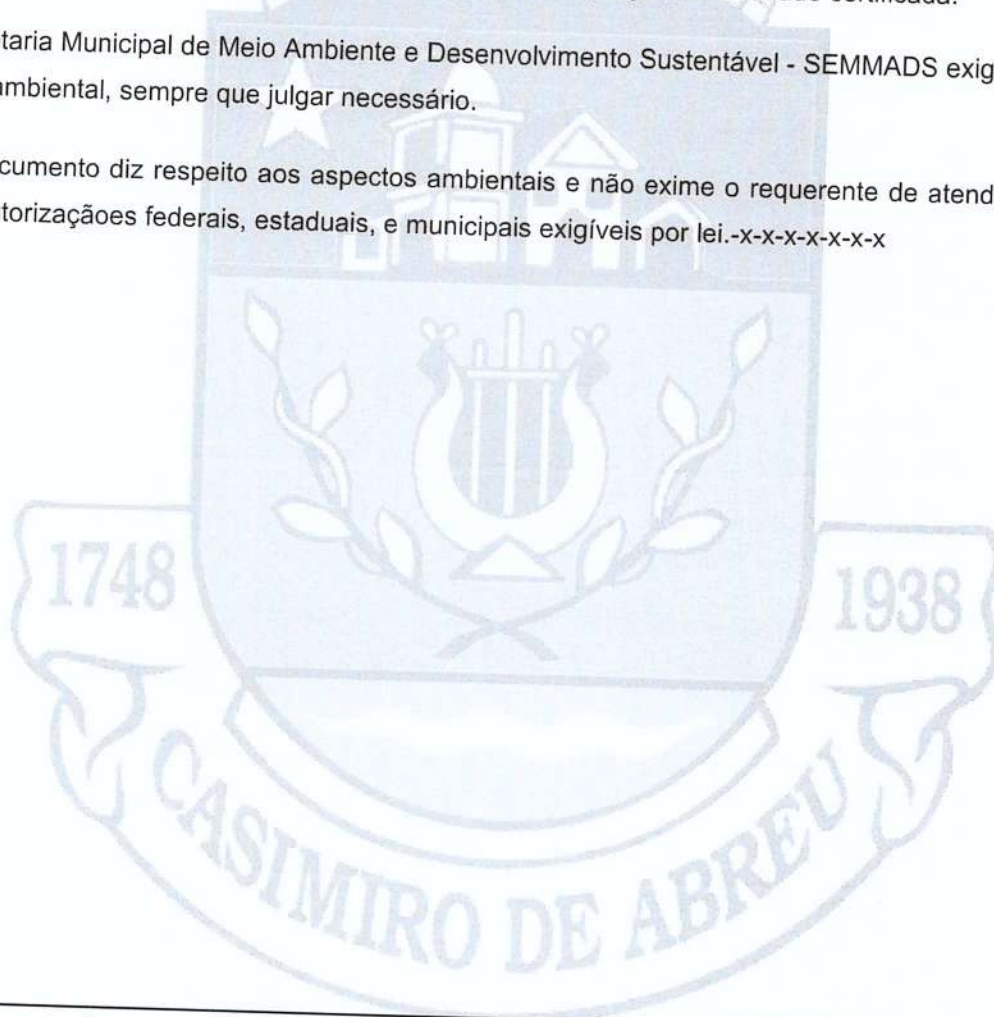 certificada.
taria Municipal de Meio Ambiente e Desenvolvimento Sustentável - SEMMADS exig
ambiental, sempre que julgar necessário.
cumento diz respeito aos aspectos ambientais e não exime o requerente de atend
torizaçãoes federais, estaduais, e municipais exigíveis por lei.-x-x-x-x-x-x-x
1748
1938
CASIMIRO DE ABREU